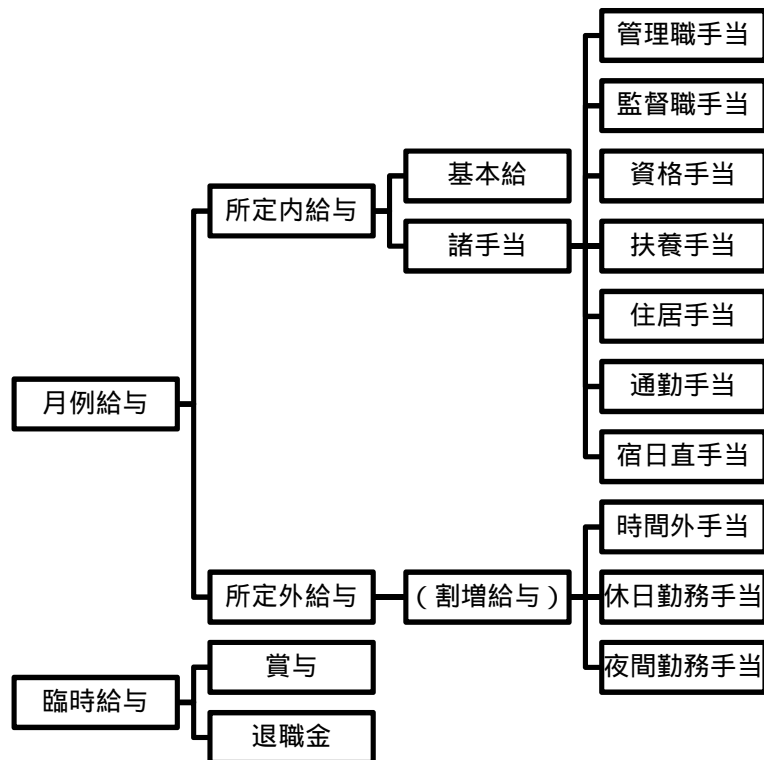 管理職手当
監督職手当
基本給
資格手当
所定内給与
諸手当
扶養手当
住居手当
月例給与
通勤手当
宿日直手当
時間外手当
所定外給与
(割増給与)
休日勤務手当
賞与
夜間勤務手当
臨時給与
退職金